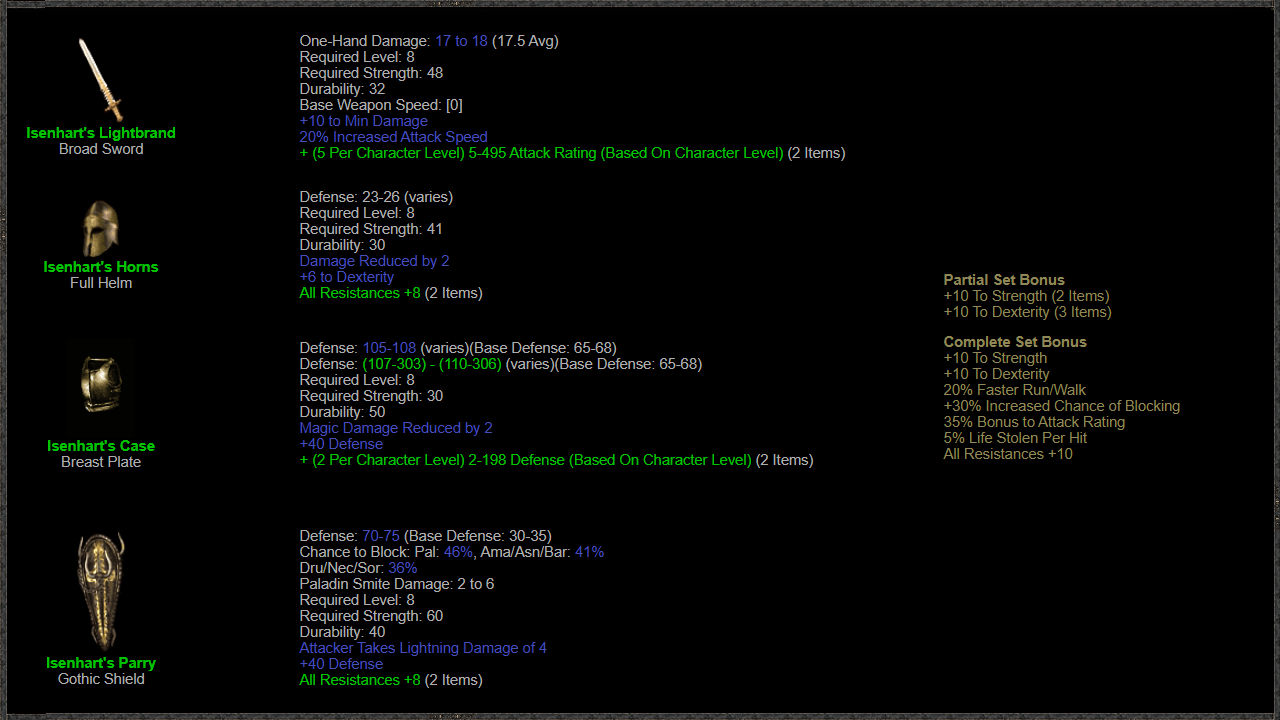 Isenhart's Lightbrand
Broad Sword
One-Hand Damage: 17 to 18 (17.5 Avg)
Required Level: 8
Required Strength: 48
Durability: 32
Base Weapon Speed: [0]
+10 to Min Damage
20% Increased Attack Speed
+ (5 Per Character Level) 5-495 Attack Rating (Based On Character Level) (2 Items)
Isenhart's Horns
Full Helm
Defense: 23-26 (varies)
Required Level: 8
Required Strength: 41
Durability: 30
Damage Reduced by 2
+6 to Dexterity
All Resistances +8 (2 Items)
Isenhart's Case
Breast Plate
Defense: 105-108 (varies)(Base Defense: 65-68)
Defense: (107-303) - (110-306) (varies)(Base Defense: 65-68)
Required Level: 8
Required Strength: 30
Durability: 50
Magic Damage Reduced by 2
+40 Defense
+ (2 Per Character Level) 2-198 Defense (Based On Character Level) (2 Items)
Isenhart's Parry
Gothic Shield
Defense: 70-75 (Base Defense: 30-35)
Chance to Block: Pal: 46%, Ama/Asn/Bar: 41%
Dru/Nec/Sor: 36%
Paladin Smite Damage: 2 to 6
Required Level: 8
Required Strength: 60
Durability: 40
Attacker Takes Lightning Damage of 4
+40 Defense
All Resistances +8 (2 Items)
Partial Set Bonus
+10 To Strength (2 Items)
+10 To Dexterity (3 Items)
Complete Set Bonus
+10 To Strength
+10 To Dexterity
20% Faster Run/Walk
+30% Increased Chance of Blocking
35% Bonus to Attack Rating
5% Life Stolen Per Hit
All Resistances +10